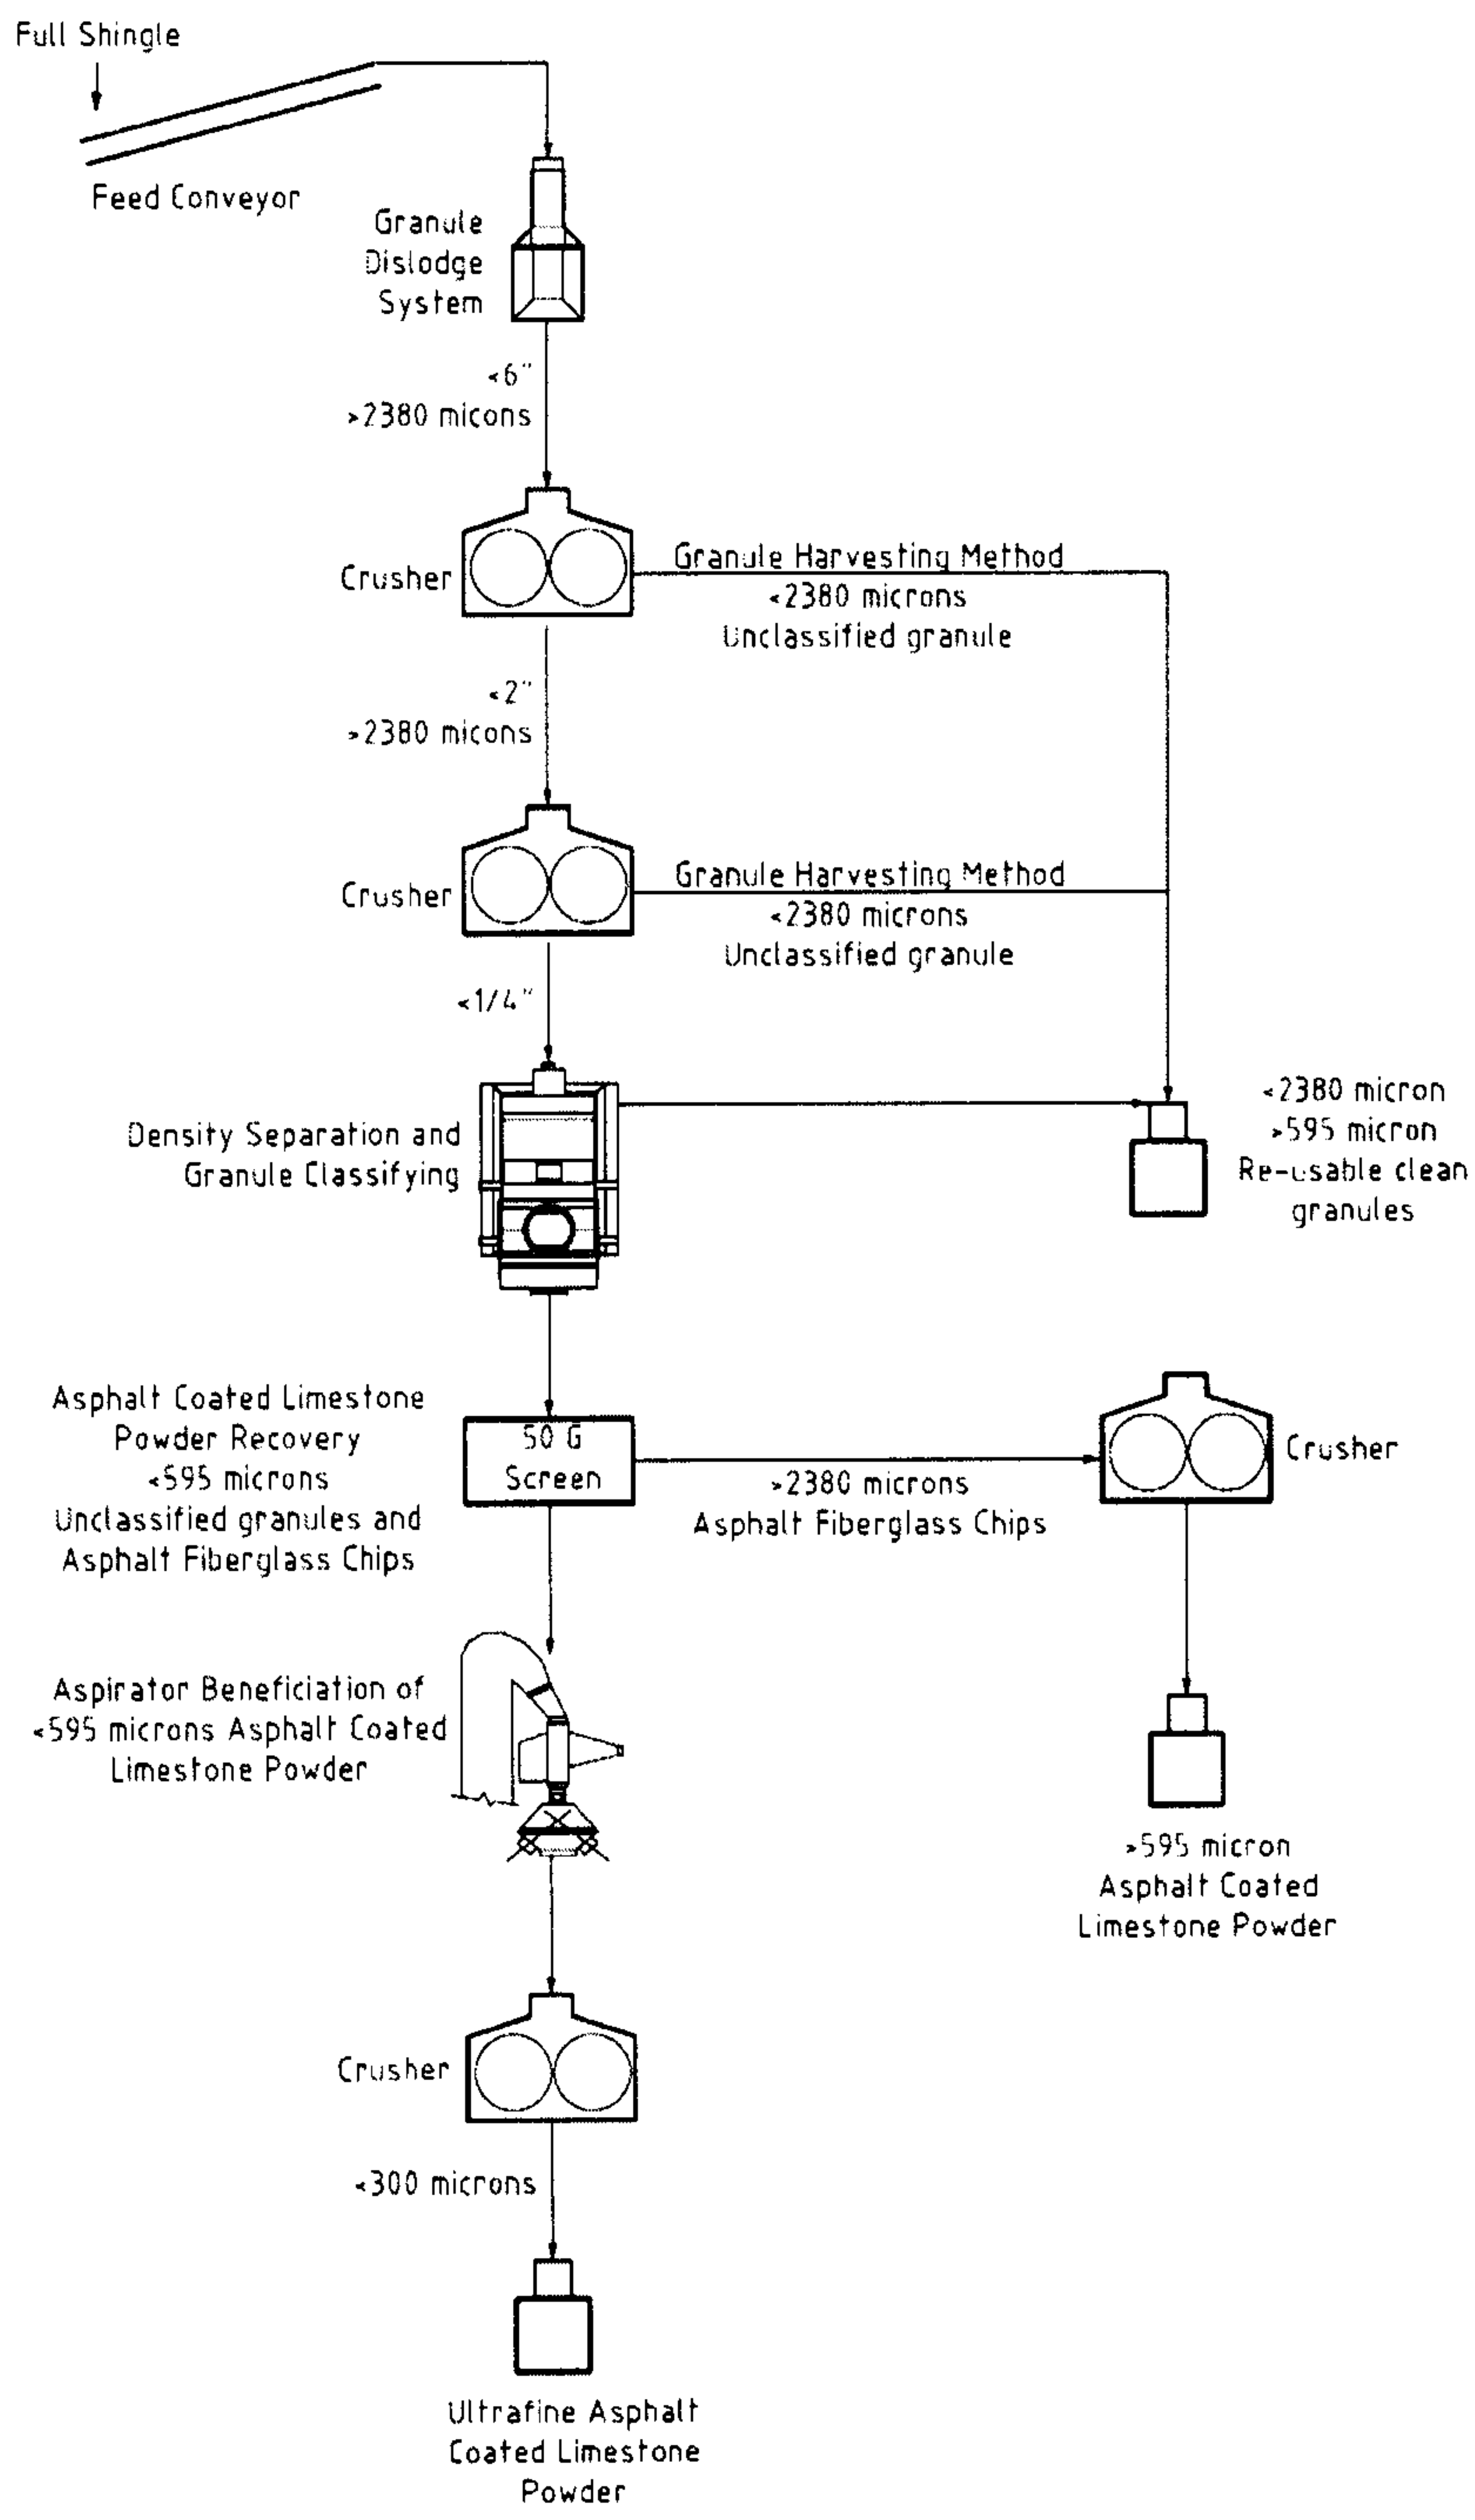 Full Shingle
Feed Conveyor
Granule
Dislodge
System
<6"
>2380 micons
Crusher
Granule Harvesting Method
<2380 microns
Unclassified granule
<2"
>2380 micons
Crusher
Granule Harvesting Method
<2380 microns
Unclassified granule
<1/4"
Density Separation and
Granule Classifying
<2380 micron
>595 micron
Re-usable clean
granules
Asphalt Coated Limestone
Powder Recovery
<595 microns
Unclassified granules and
Asphalt Fiberglass Chips
50 G
Screen
>2380 microns
Asphalt Fiberglass Chips
Crusher
Aspirator Beneficiation of
<595 microns Asphalt Coated
Limestone Powder
>595 micron
Asphalt Coated
Limestone Powder
Crusher
<300 microns
Ultrafine Asphalt
Coated Limestone
Powder